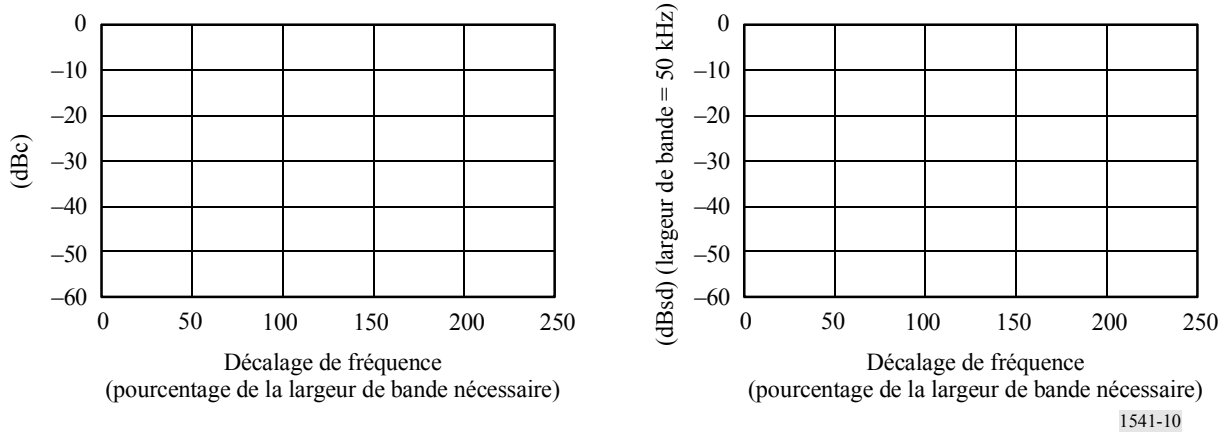 0
–10
–20
–30
–40
–50
–60
(dBc)
0 50 100 150 200 250
Décalage de fréquence
(pourcentage de la largeur de bande nécessaire)
0
–10
–20
–30
–40
–50
–60
(dBsd) (largeur de bande = 50 kHz)
0 50 100 150 200 250
Décalage de fréquence
(pourcentage de la largeur de bande nécessaire)
1541-10